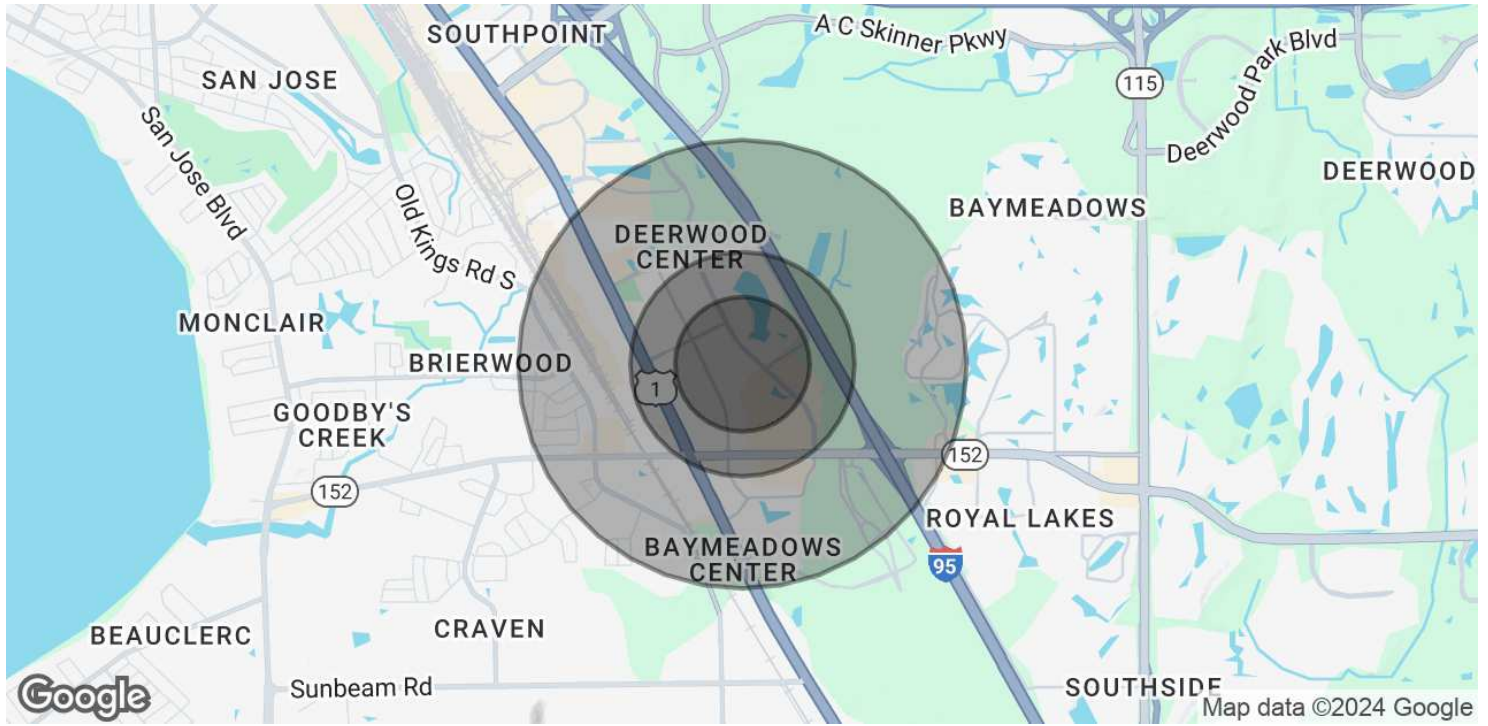 SOUTHPOINT
A C Skinner Pkwy
SAN JOSE
115
Deerwood Park Blvd
San Jose Blvd
DEERWOOD
Old Kings Rd S
BAYMEADOWS
DEERWOOD
CENTER
MONCLAIR
BRIERWOOD
1
GOODBY'S
CREEK
152
152
ROYAL LAKES
BAYMEADOWS
CENTER
95
BEAUCLERC
CRAVEN
Sunbeam Rd
SOUTHSIDE
Google
Map data ©2024 Google